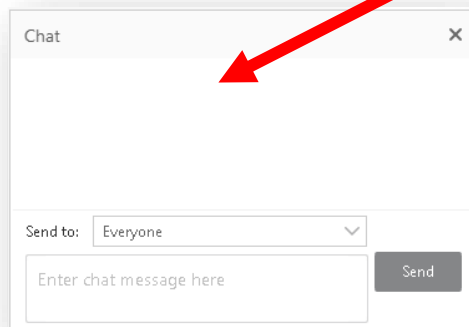 Chat
Send to: Everyone
Enter chat message here
Send